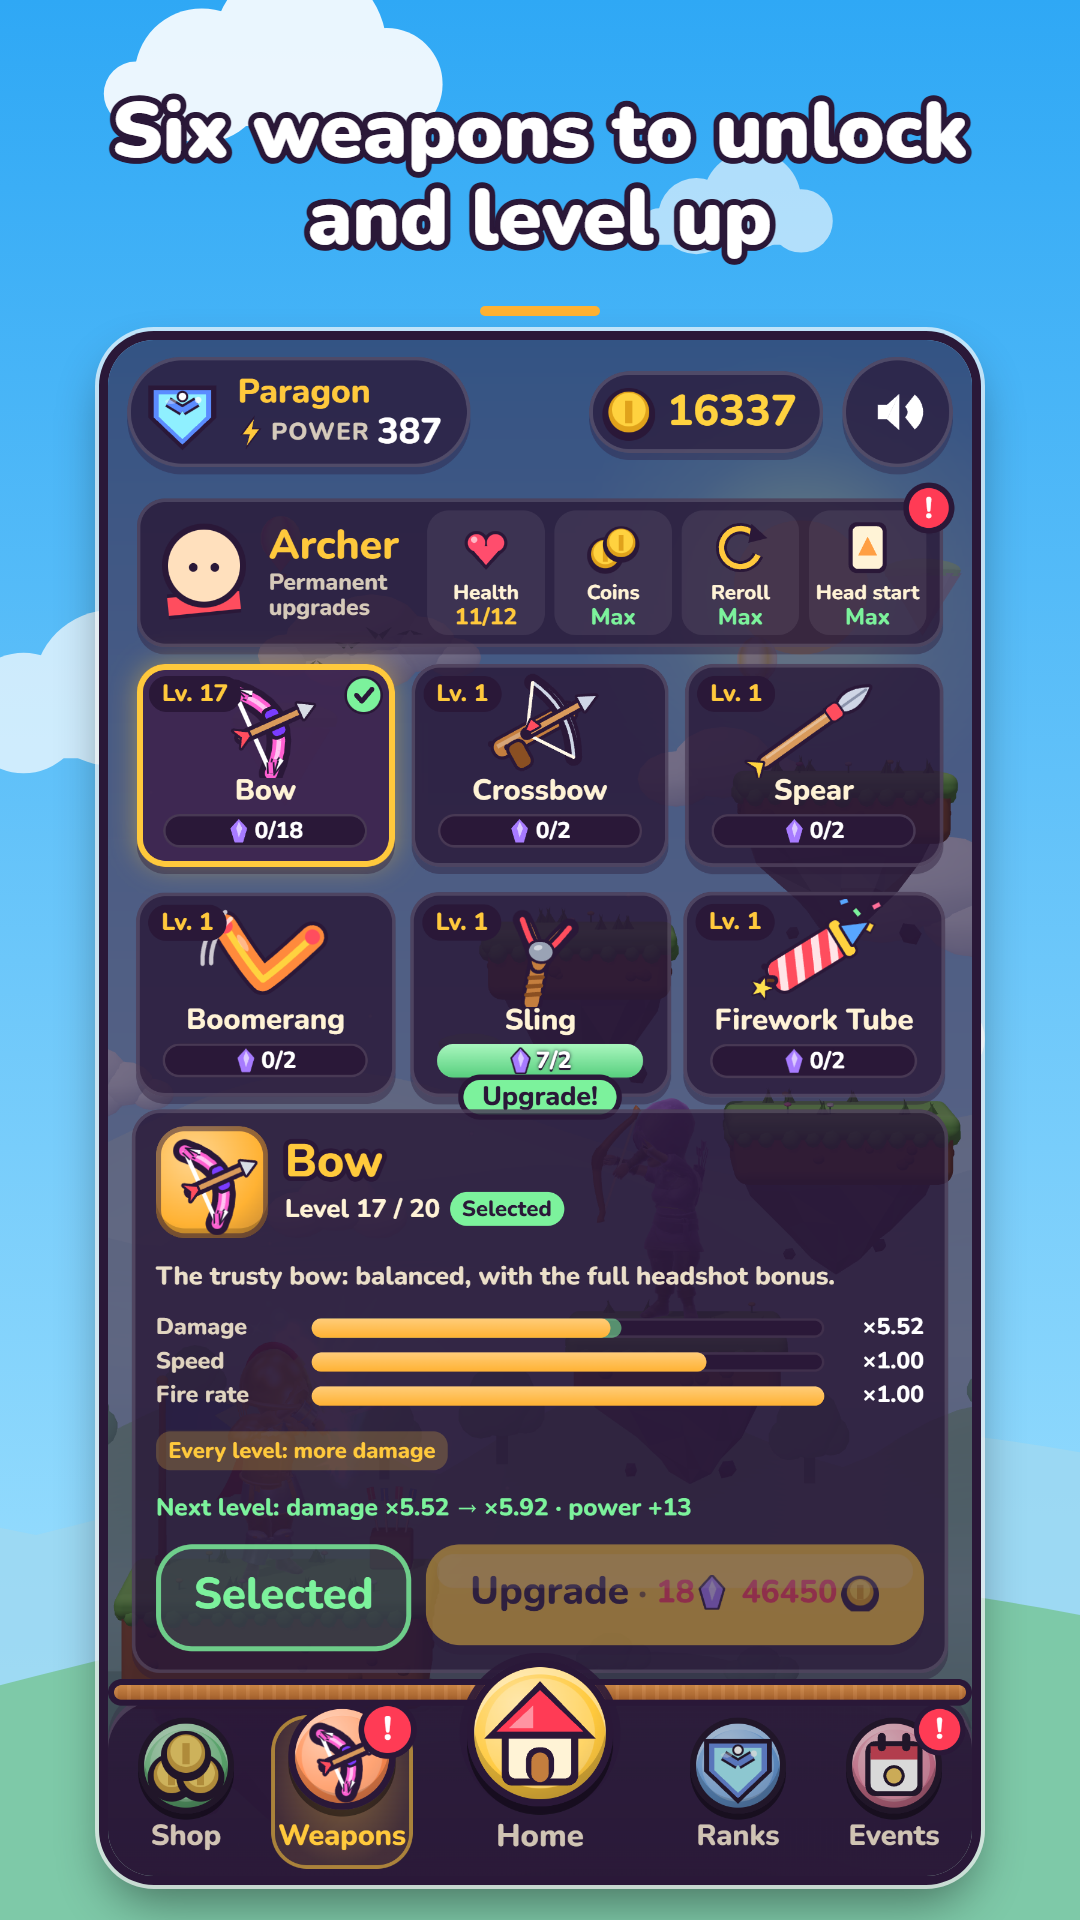 Six weapons to unlock
and level up
Paragon
POWER 387
16337
!
Archer
Permanent
upgrades
Health
11/12
Coins
Max
Reroll
Max
Head start
Max
Lv. 17
Bow
0/18
Lv. 1
Crossbow
0/2
Lv. 1
Spear
0/2
Lv. 1
Boomerang
0/2
Lv. 1
Sling
7/2
Upgrade!
Lv. 1
Firework Tube
0/2
Bow
Level 17 / 20 Selected
The trusty bow: balanced, with the full headshot bonus.
Damage ×5.52
Speed ×1.00
Fire rate ×1.00
Every level: more damage
Next level: damage ×5.52 → ×5.92 · power +13
Selected
Upgrade · 18 46450
Shop
!
Weapons
Home
Ranks
!
Events